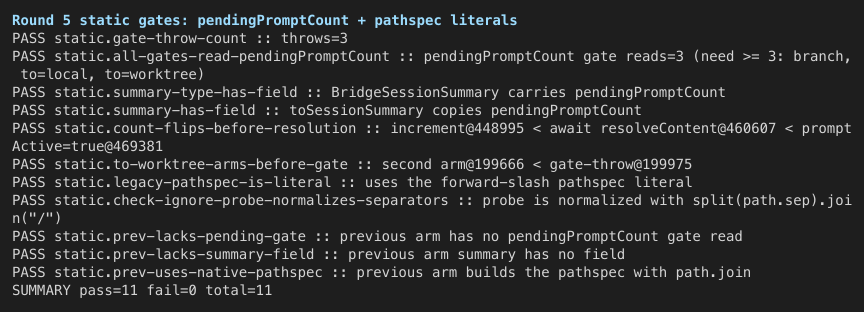 Round 5 static gates: pendingPromptCount + pathspec literals
PASS static.gate-throw-count :: throws=3
PASS static.all-gates-read-pendingPromptCount :: pendingPromptCount gate reads=3 (need >= 3: branch,
 to=local, to=worktree)
PASS static.summary-type-has-field :: BridgeSessionSummary carries pendingPromptCount
PASS static.summary-has-field :: toSessionSummary copies pendingPromptCount
PASS static.count-flips-before-resolution :: increment@448995 < await resolveContent@460607 < prompt
Active=true@469381
PASS static.to-worktree-arms-before-gate :: second arm@199666 < gate-throw@199975
PASS static.legacy-pathspec-is-literal :: uses the forward-slash pathspec literal
PASS static.check-ignore-probe-normalizes-separators :: probe is normalized with split(path.sep).joi
n("/")
PASS static.prev-lacks-pending-gate :: previous arm has no pendingPromptCount gate read
PASS static.prev-lacks-summary-field :: previous arm summary has no field
PASS static.prev-uses-native-pathspec :: previous arm builds the pathspec with path.join
SUMMARY pass=11 fail=0 total=11